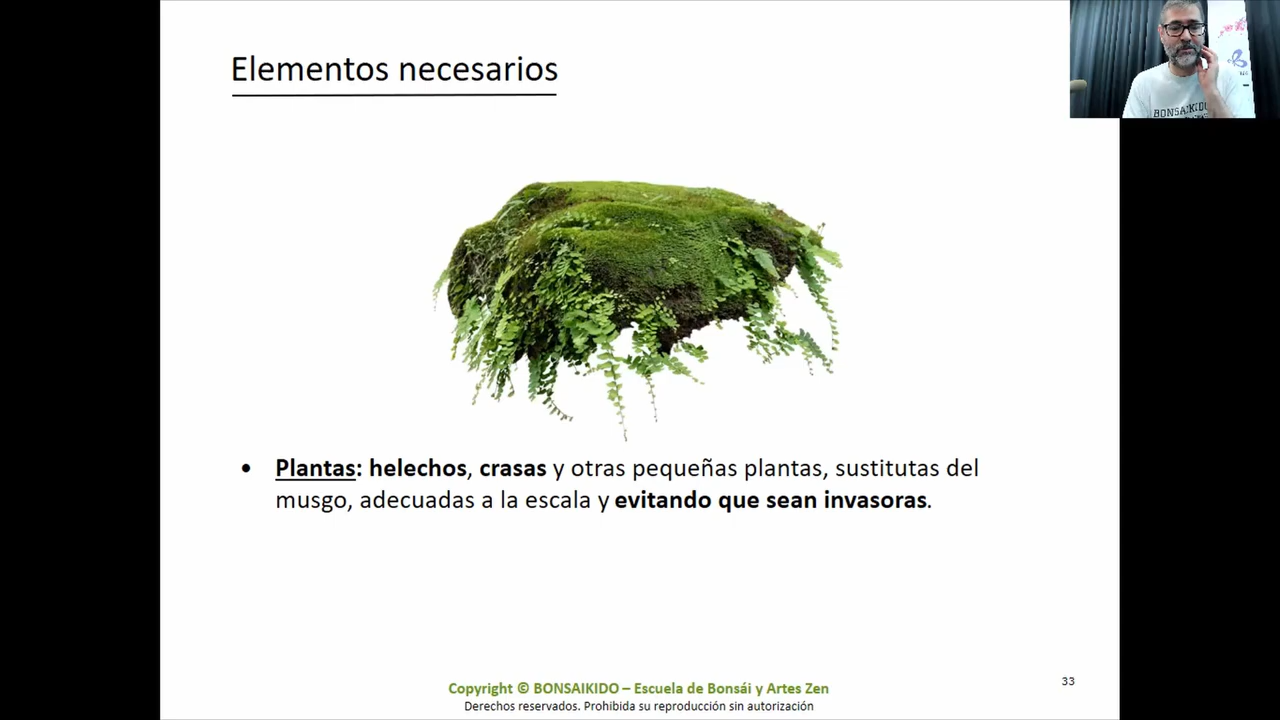 Elementos necesarios
BONSAIKIDO
• Plantas: helechos, crasas y otras pequeñas plantas, sustitutas del
musgo, adecuadas a la escala y evitando que sean invasoras.
33
Copyright © BONSAIKIDO – Escuela de Bonsái y Artes Zen
Derechos reservados. Prohibida su reproducción sin autorización